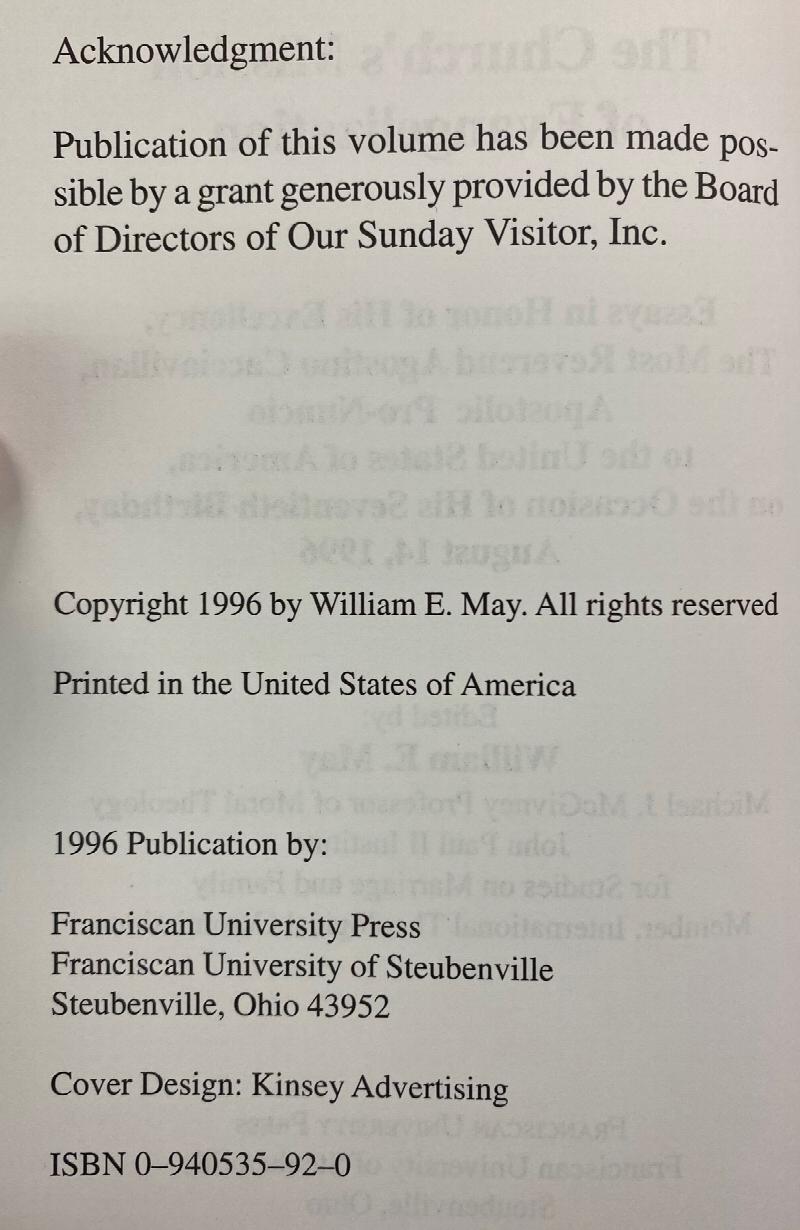 Acknowledgment:
Publication of this volume has been made pos-
sible by a grant generously provided by the Board
of Directors of Our Sunday Visitor, Inc.
Copyright 1996 by William E. May. All rights reserved
Printed in the United States of America
1996 Publication by:
Franciscan University Press
Franciscan University of Steubenville
Steubenville, Ohio 43952
Cover Design: Kinsey Advertising
ISBN 0–940535–92–0